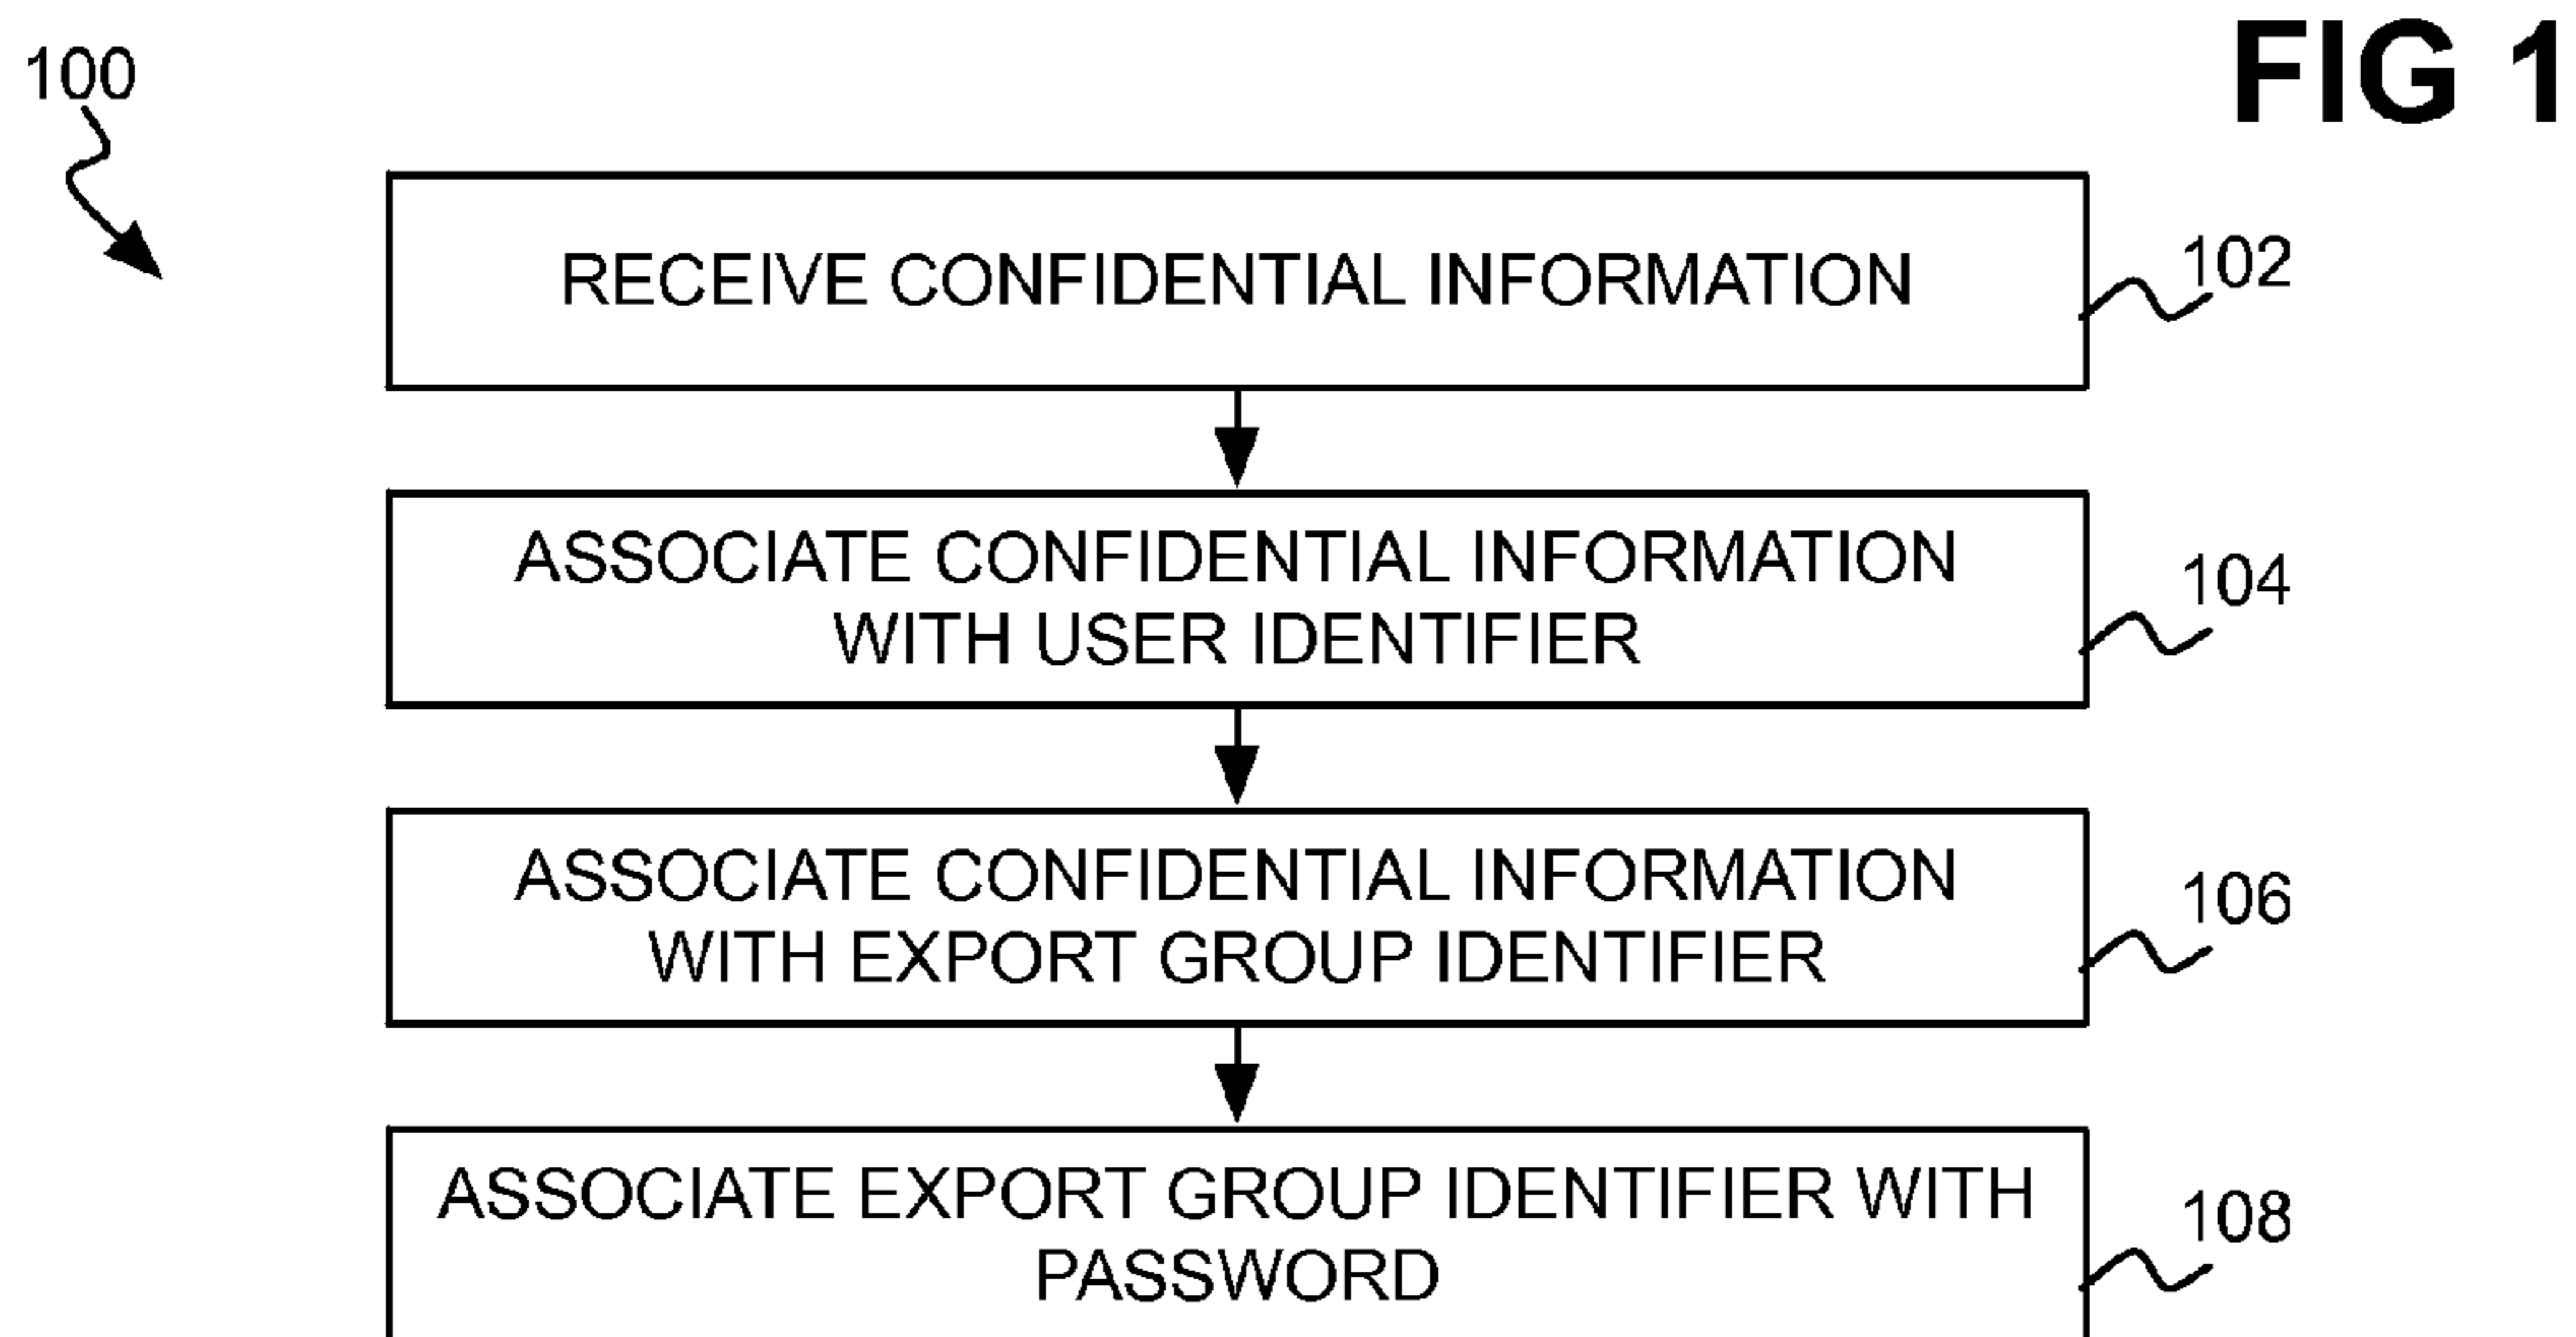 100
FIG 1
RECEIVE CONFIDENTIAL INFORMATION
102
ASSOCIATE CONFIDENTIAL INFORMATION
WITH USER IDENTIFIER
104
ASSOCIATE CONFIDENTIAL INFORMATION
WITH EXPORT GROUP IDENTIFIER
106
ASSOCIATE EXPORT GROUP IDENTIFIER WITH
PASSWORD
108